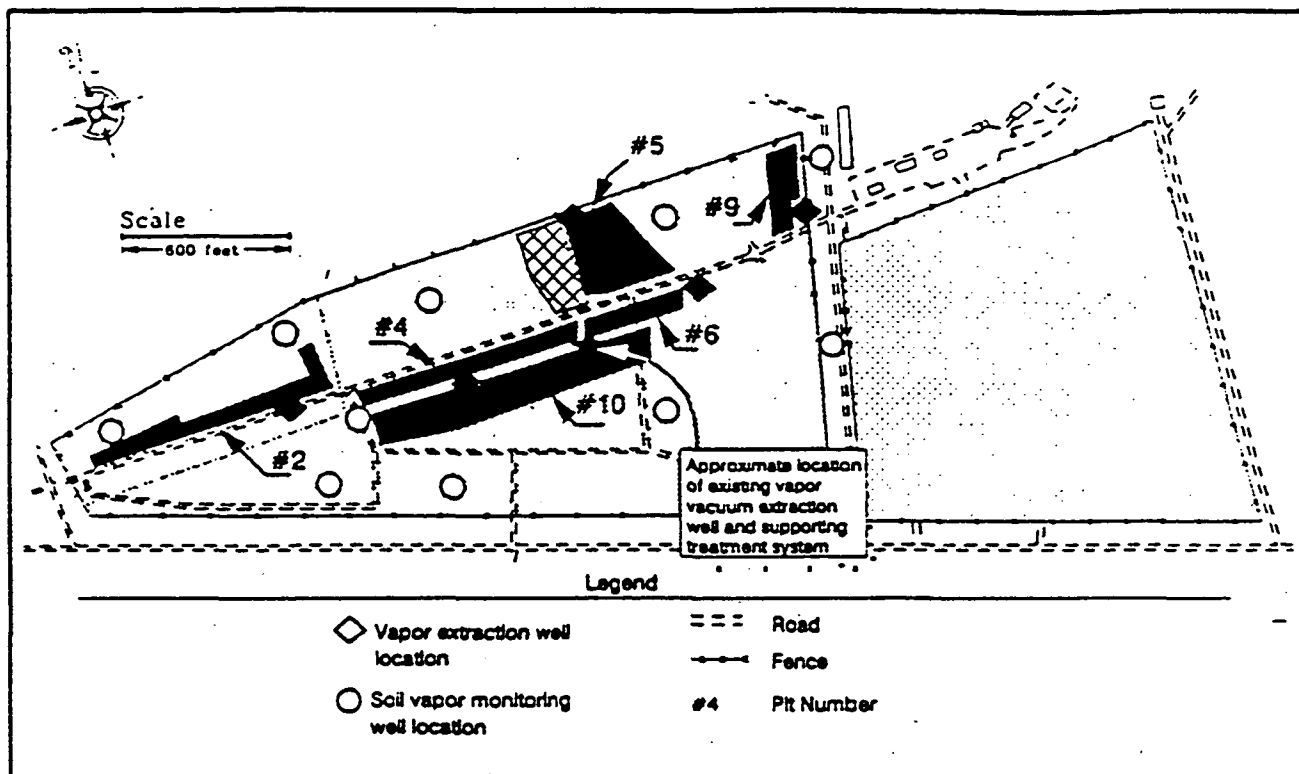 #5
#9
Scale
600 feet
#4
#6
#10
#2
Approximate location
of existing vapor
vacuum extraction
well and supporting
treatment system
Legend
Vapor extraction well
location
Soil vapor monitoring
well location
Road
Fence
#4 Pit Number